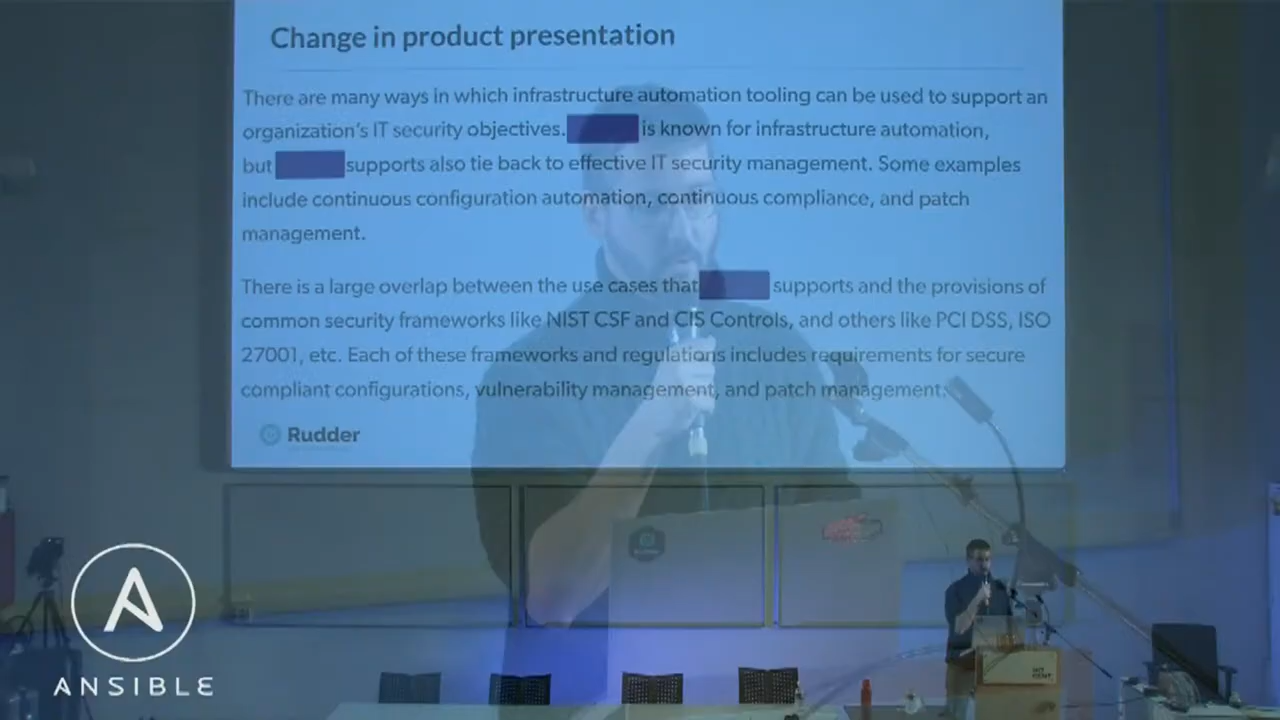 Change in product presentation
There are many ways in which infrastructure automation tooling can be used to support an
organization's IT security objectives. is known for infrastructure automation,
but supports also tie back to effective IT security management. Some examples
include continuous configuration automation, continuous compliance, and patch
management.
There is a large overlap between the use cases that supports and the provisions of
common security frameworks like NIST CSF and CIS Controls, and others like PCI DSS, ISO
27001, etc. Each of these frameworks and regulations includes requirements for secure
compliant configurations, vulnerability management, and patch management.
Rudder
ANSIBLE